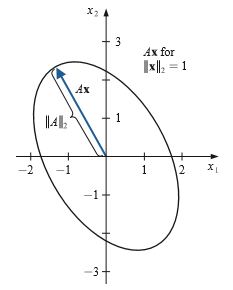 x₂
3
Ax for
‖x‖₂ = 1
Ax
‖A‖₂
1
−2 −1 1 2 x₁
−1
−3